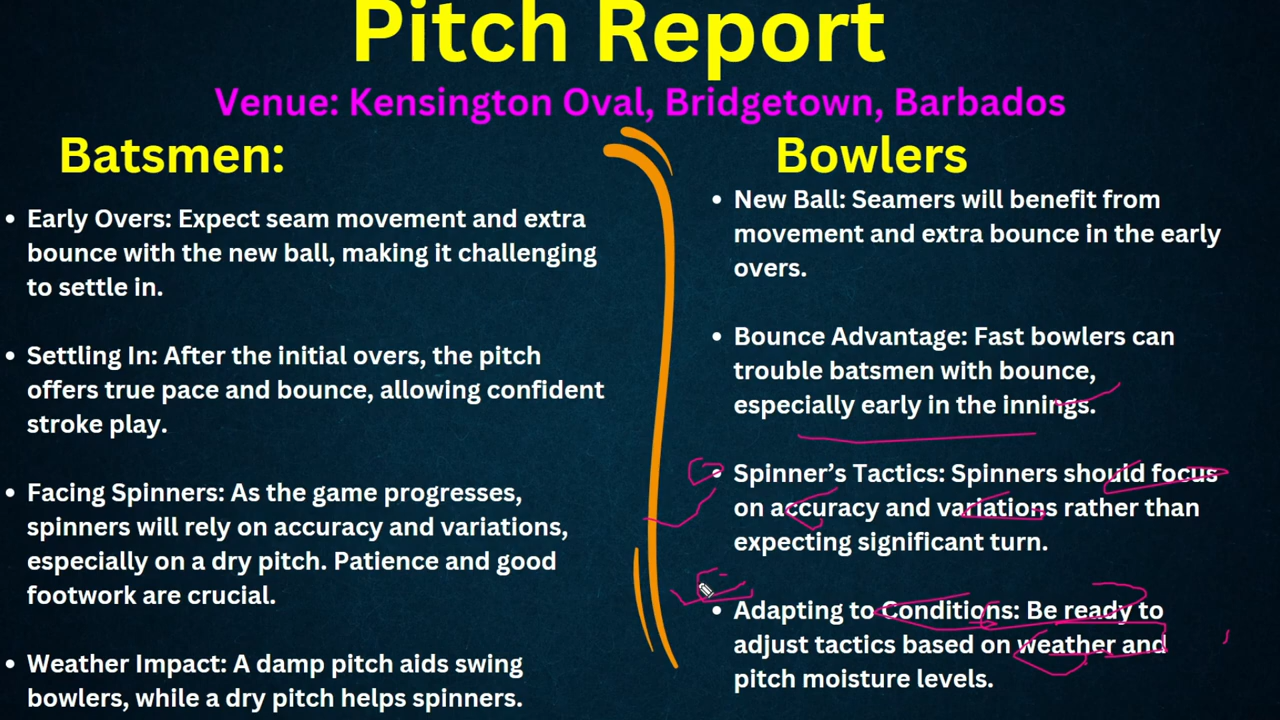 Pitch Report
Venue: Kensington Oval, Bridgetown, Barbados
Batsmen:
• Early Overs: Expect seam movement and extra
bounce with the new ball, making it challenging
to settle in.
• Settling In: After the initial overs, the pitch
offers true pace and bounce, allowing confident
stroke play.
• Facing Spinners: As the game progresses,
spinners will rely on accuracy and variations,
especially on a dry pitch. Patience and good
footwork are crucial.
• Weather Impact: A damp pitch aids swing
bowlers, while a dry pitch helps spinners.
Bowlers
• New Ball: Seamers will benefit from
movement and extra bounce in the early
overs.
• Bounce Advantage: Fast bowlers can
trouble batsmen with bounce,
especially early in the innings.
• Spinner’s Tactics: Spinners should focus
on accuracy and variations rather than
expecting significant turn.
• Adapting to Conditions: Be ready to
adjust tactics based on weather and
pitch moisture levels.